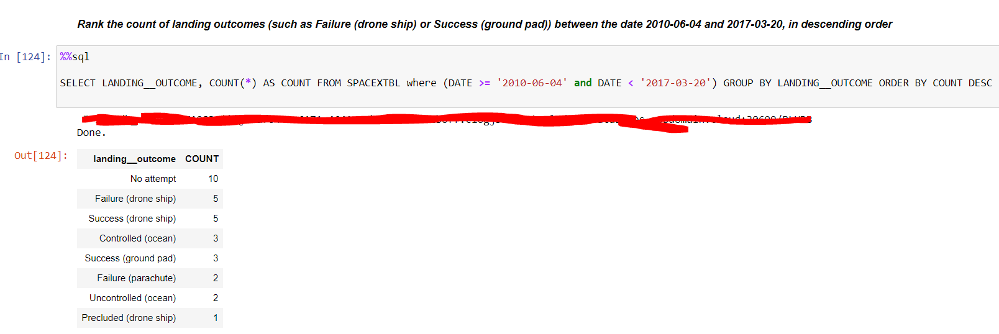 Rank the count of landing outcomes (such as Failure (drone ship) or Success (ground pad)) between the date 2010-06-04 and 2017-03-20, in descending order
In [124]: %%sql
SELECT LANDING__OUTCOME, COUNT(*) AS COUNT FROM SPACEXTBL where (DATE >= '2010-06-04' and DATE < '2017-03-20') GROUP BY LANDING__OUTCOME ORDER BY COUNT DESC
Done.
Out[124]:
landing__outcome COUNT
No attempt 10
Failure (drone ship) 5
Success (drone ship) 5
Controlled (ocean) 3
Success (ground pad) 3
Failure (parachute) 2
Uncontrolled (ocean) 2
Precluded (drone ship) 1